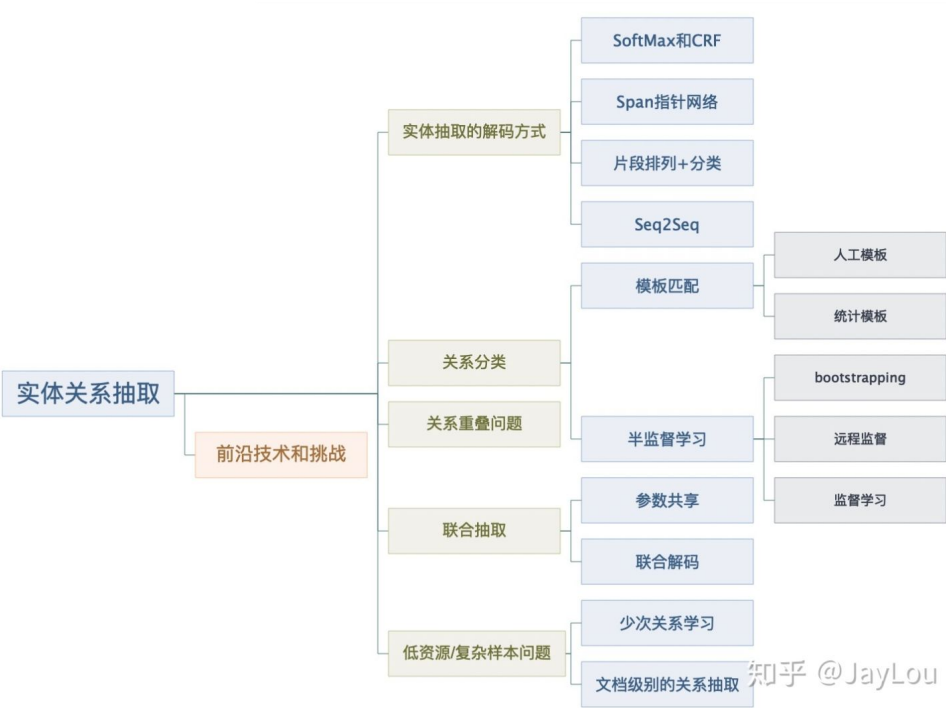 实体关系抽取
前沿技术和挑战
实体抽取的解码方式
SoftMax和CRF
Span指针网络
片段排列+分类
Seq2Seq
关系分类
模板匹配
人工模板
统计模板
半监督学习
bootstrapping
远程监督
监督学习
关系重叠问题
联合抽取
参数共享
联合解码
低资源/复杂样本问题
少次关系学习
文档级别的关系抽取
知乎 @JayLou